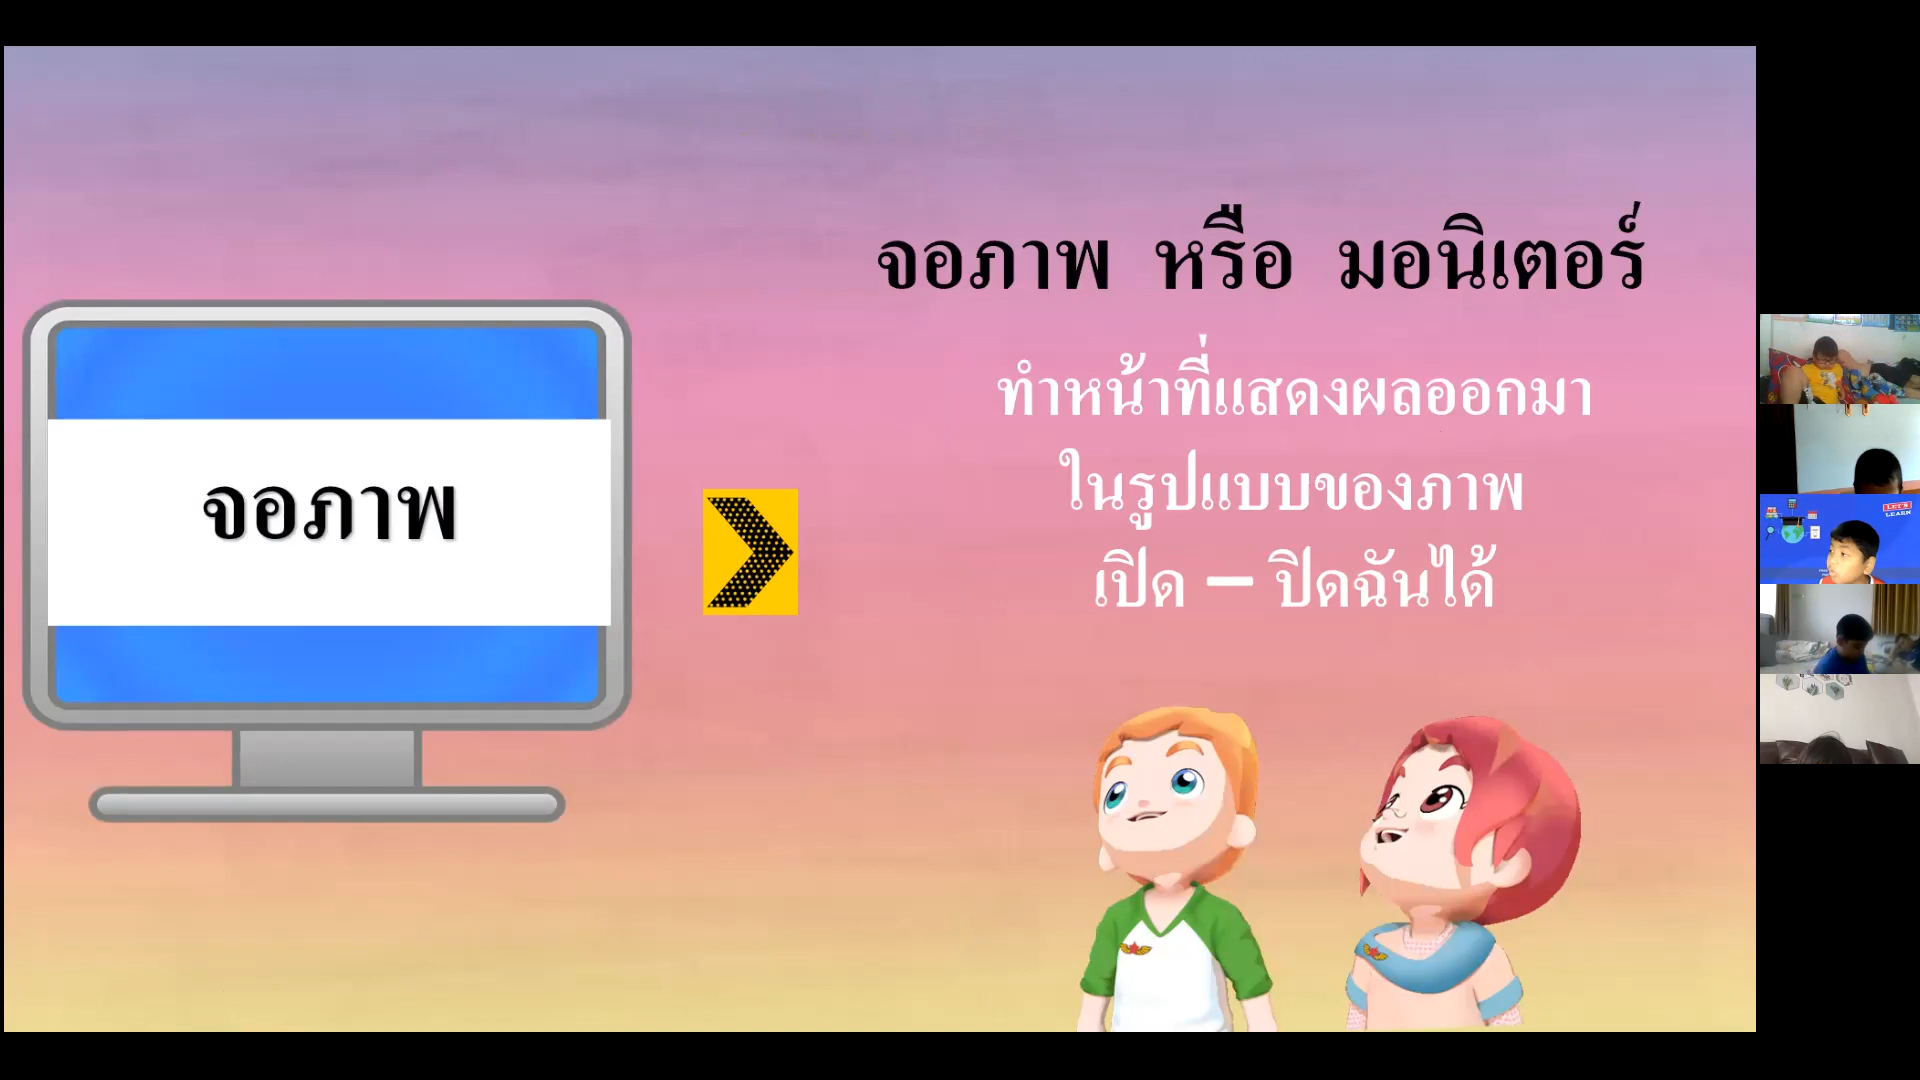 จอภาพ หรือ มอนิเตอร์
ทำหน้าที่แสดงผลออกมา
ในรูปแบบของภาพ
เปิด – ปิดฉันได้
จอภาพ
LET'S
LEARN